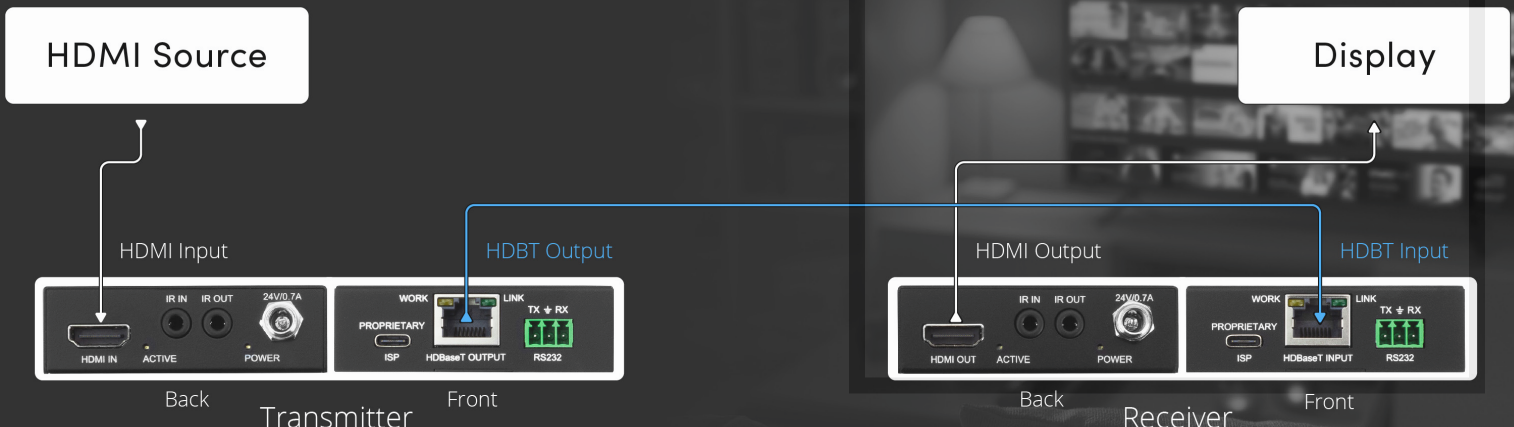 HDMI Source
Display
HDMI Input
HDBT Output
HDMI Output
HDBT Input
IR IN
IR OUT
24V/0.7A
HDMI IN
ACTIVE
POWER
WORK
LINK
TX RX
PROPRIETARY
ISP
HDBaseT OUTPUT
RS232
IR IN
IR OUT
24V/0.7A
HDMI OUT
ACTIVE
POWER
WORK
LINK
TX RX
PROPRIETARY
ISP
HDBaseT INPUT
RS232
Back
Front
Back
Front
Transmitter
Receiver